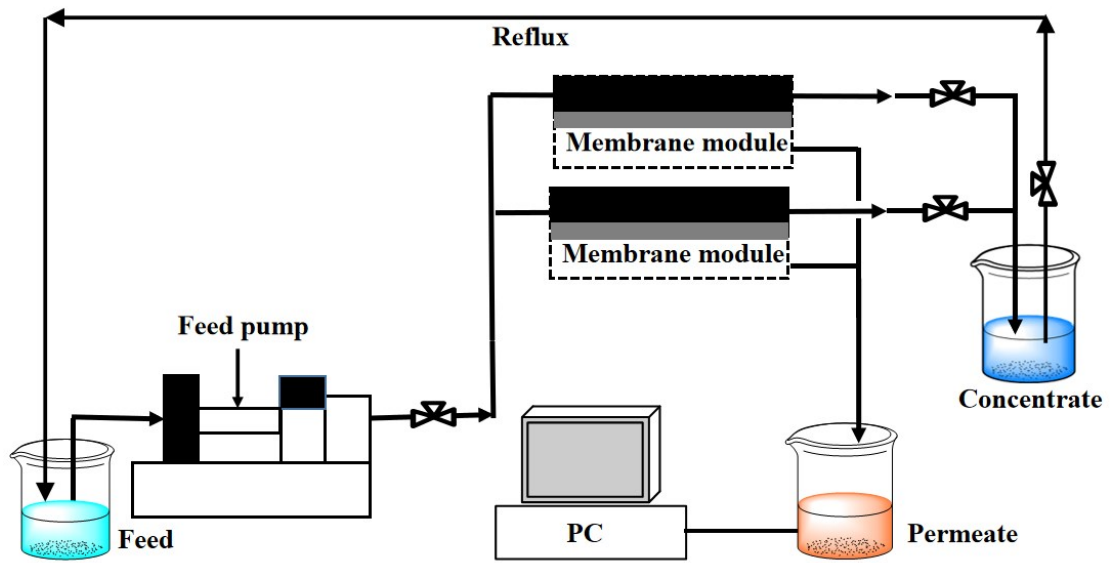 Reflux
Membrane module
Membrane module
Feed pump
Concentrate
Feed
PC
Permeate